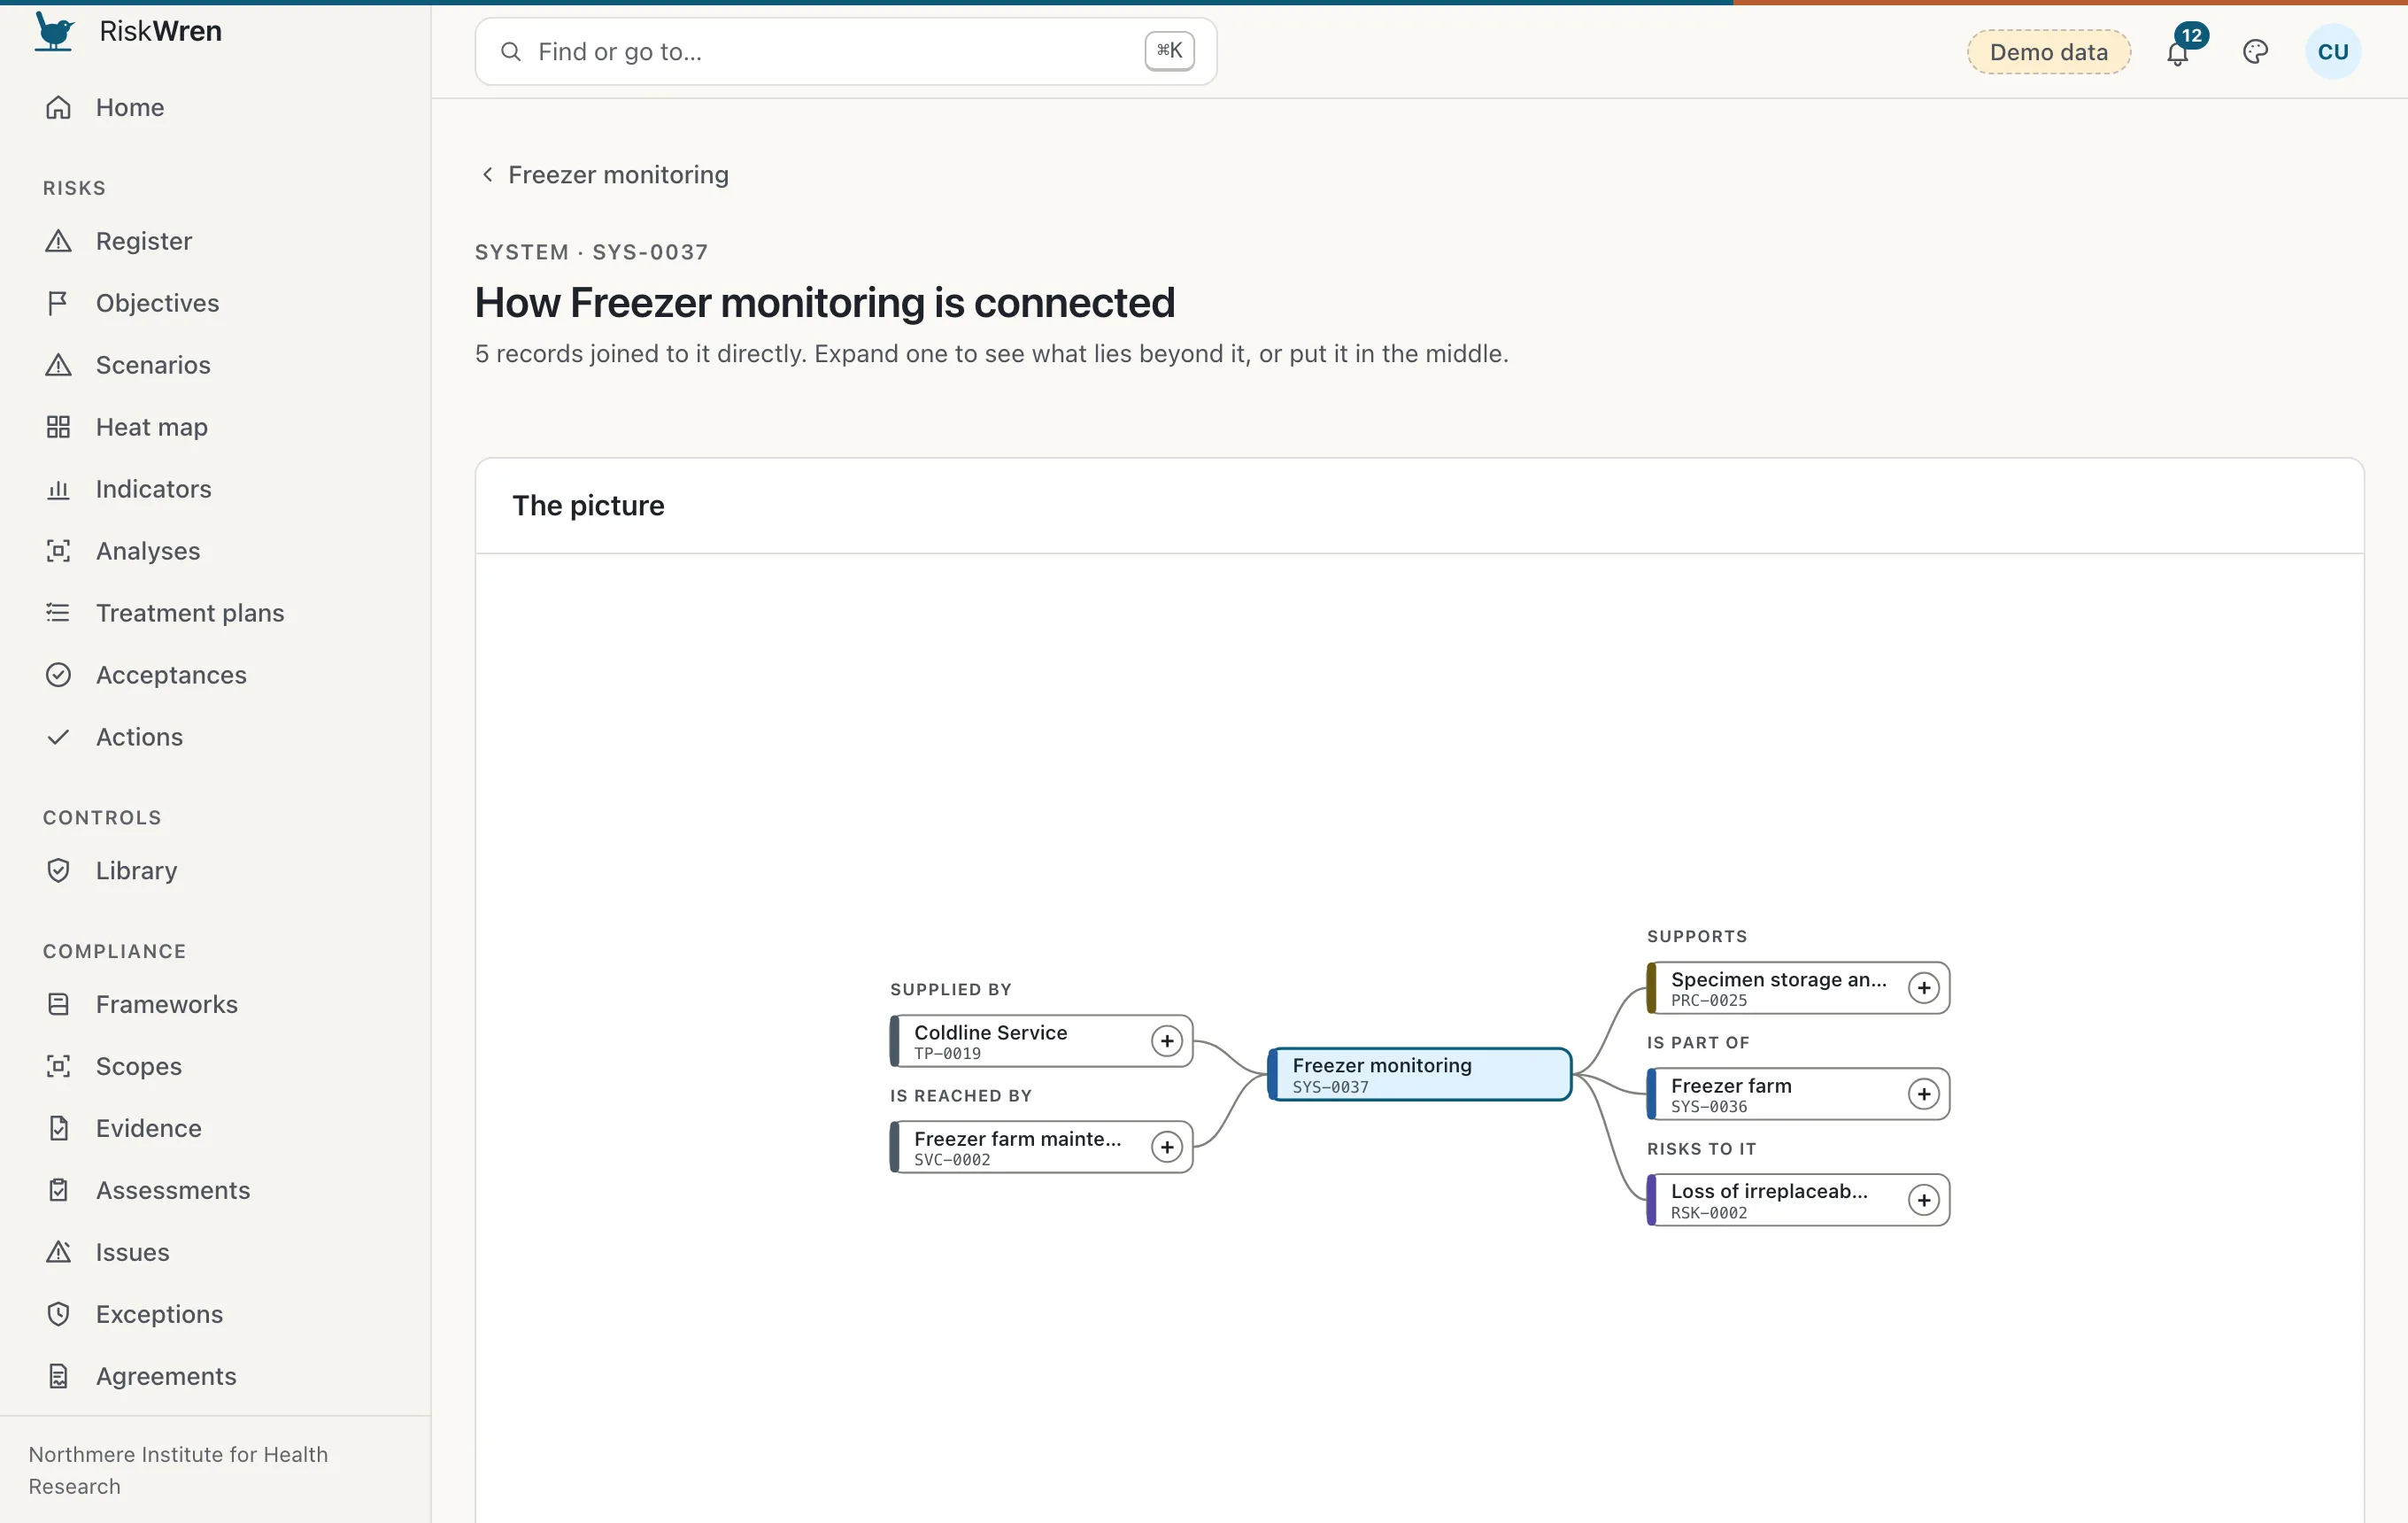 RiskWren
Home
RISKS
Register
Objectives
Scenarios
Heat map
Indicators
Analyses
Treatment plans
Acceptances
Actions
CONTROLS
Library
COMPLIANCE
Frameworks
Scopes
Evidence
Assessments
Issues
Exceptions
Agreements
Northmere Institute for Health
Research
Find or go to...
⌘K
Demo data
12
CU
Freezer monitoring
SYSTEM · SYS-0037
How Freezer monitoring is connected
5 records joined to it directly. Expand one to see what lies beyond it, or put it in the middle.
The picture
SUPPLIED BY
Coldline Service
TP-0019
IS REACHED BY
Freezer farm mainte...
SVC-0002
Freezer monitoring
SYS-0037
SUPPORTS
Specimen storage an...
PRC-0025
IS PART OF
Freezer farm
SYS-0036
RISKS TO IT
Loss of irreplaceab...
RSK-0002